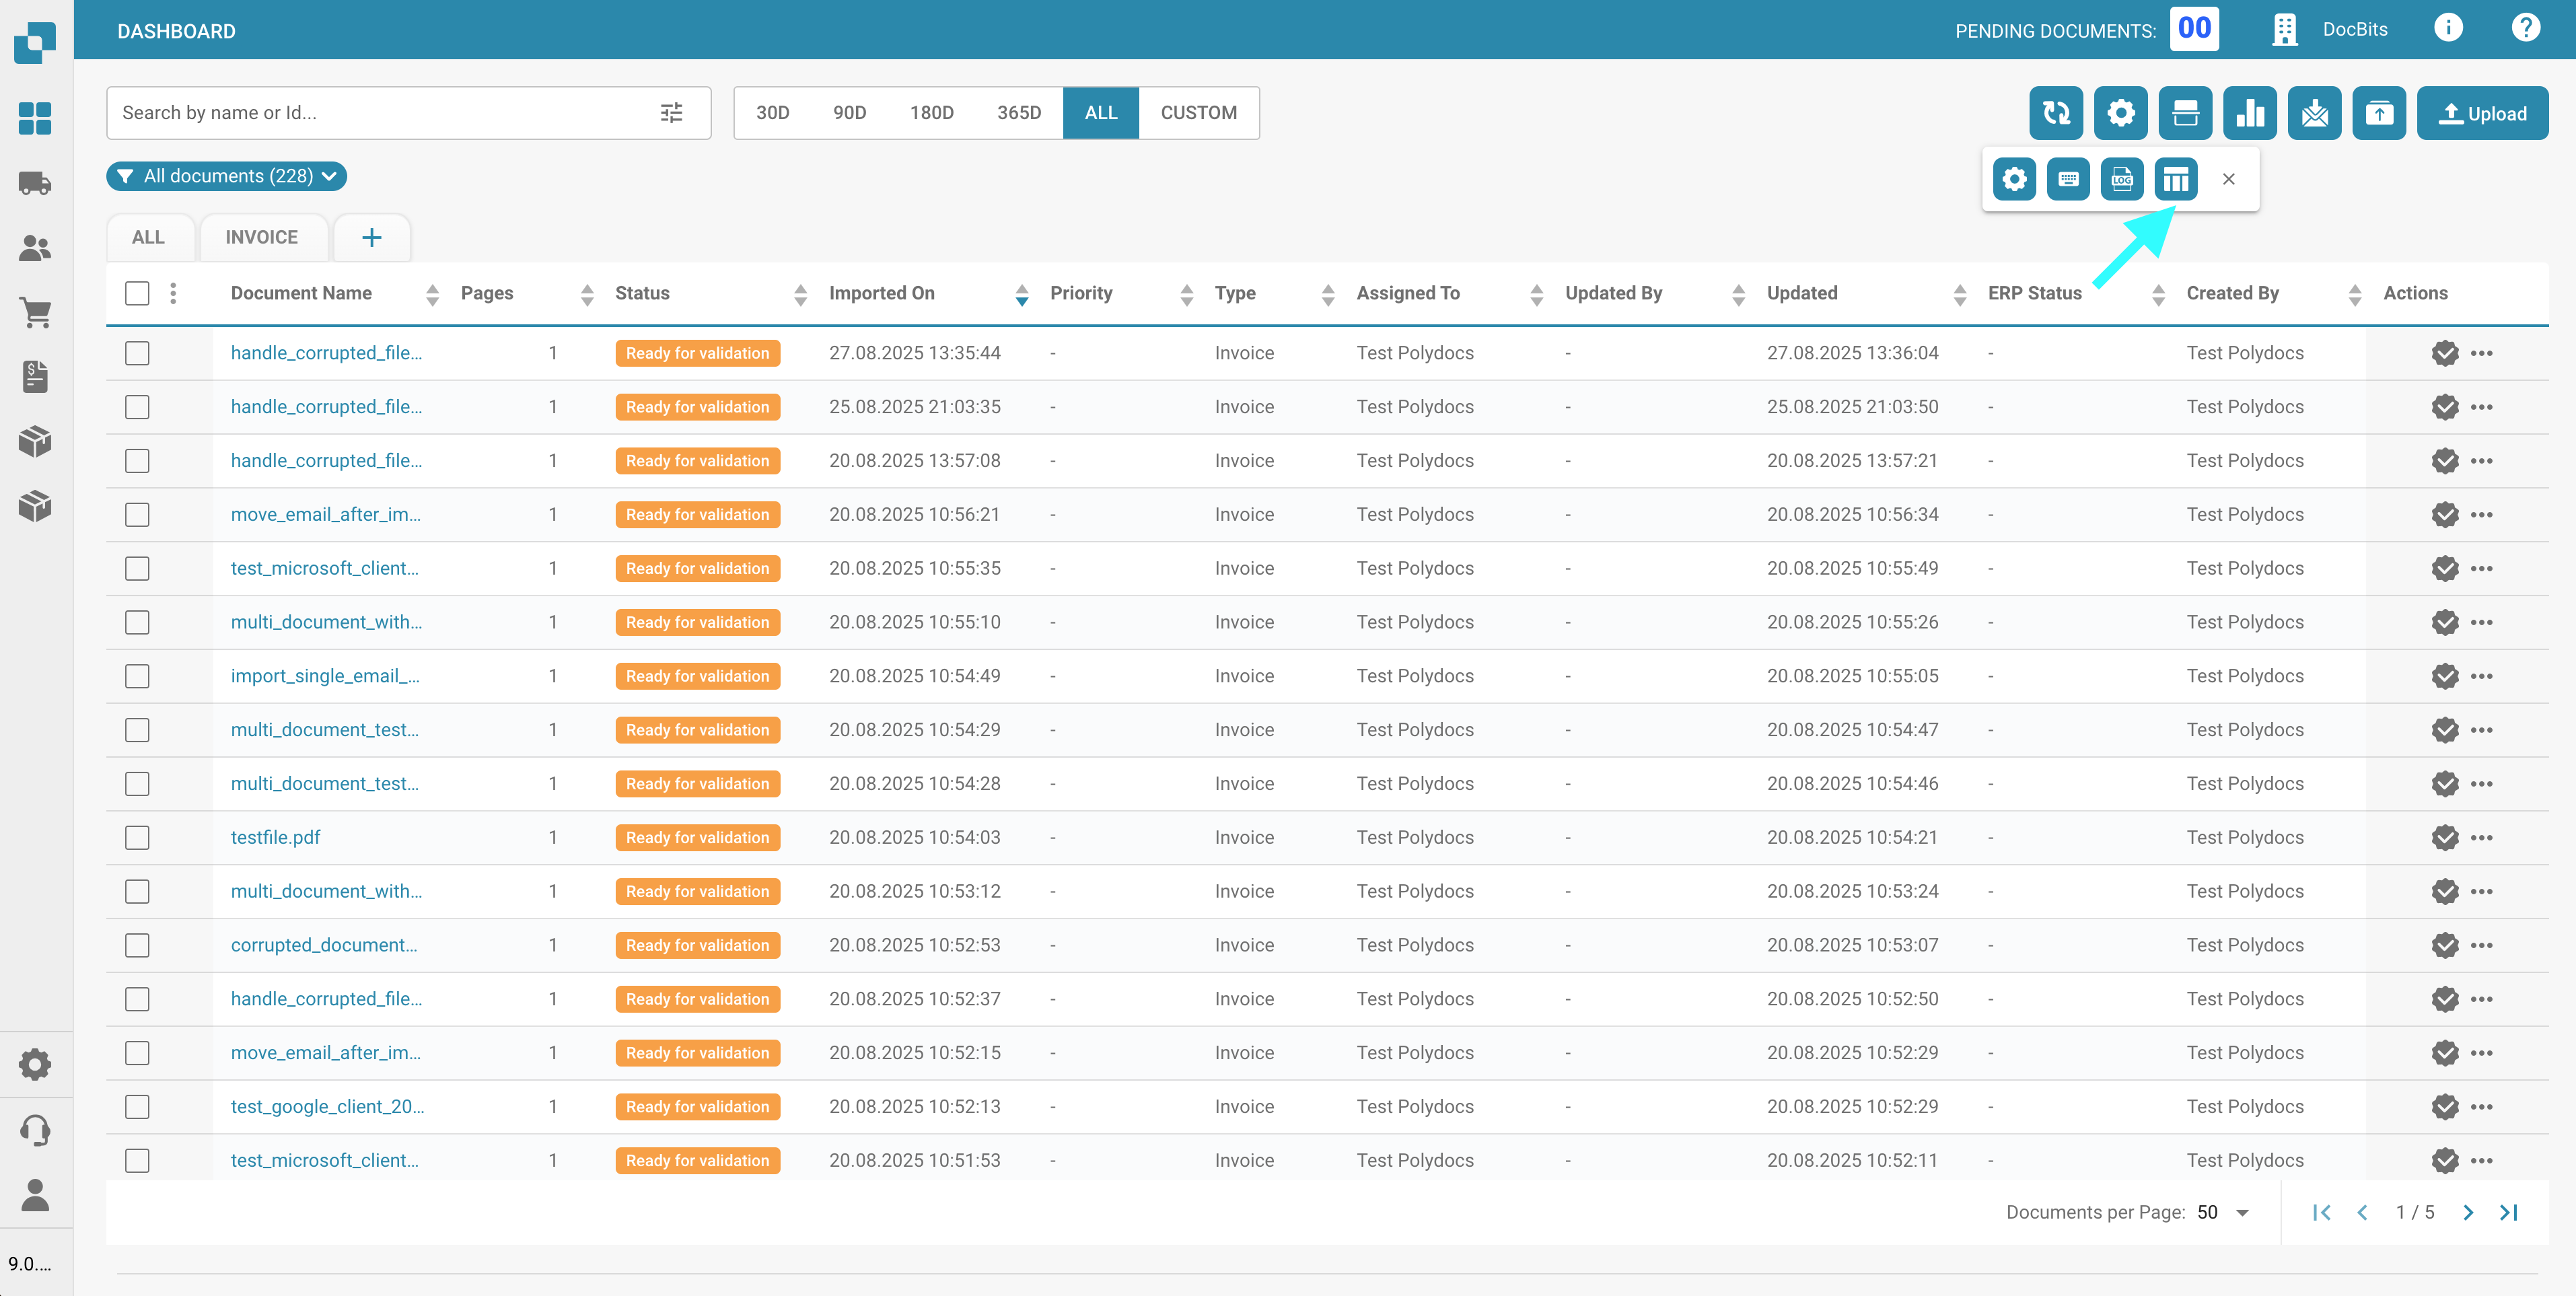 DASHBOARD
PENDING DOCUMENTS: 00 DocBits
Search by name or Id... 30D 90D 180D 365D ALL CUSTOM Upload
All documents (228) LOG
ALL INVOICE +
Document Name Pages Status Imported On Priority Type Assigned To Updated By Updated ERP Status Created By Actions
handle_corrupted_file... 1 Ready for validation 27.08.2025 13:35:44 - Invoice Test Polydocs - 27.08.2025 13:36:04 - Test Polydocs
handle_corrupted_file... 1 Ready for validation 25.08.2025 21:03:35 - Invoice Test Polydocs - 25.08.2025 21:03:50 - Test Polydocs
handle_corrupted_file... 1 Ready for validation 20.08.2025 13:57:08 - Invoice Test Polydocs - 20.08.2025 13:57:21 - Test Polydocs
move_email_after_im... 1 Ready for validation 20.08.2025 10:56:21 - Invoice Test Polydocs - 20.08.2025 10:56:34 - Test Polydocs
test_microsoft_client... 1 Ready for validation 20.08.2025 10:55:35 - Invoice Test Polydocs - 20.08.2025 10:55:49 - Test Polydocs
multi_document_with... 1 Ready for validation 20.08.2025 10:55:10 - Invoice Test Polydocs - 20.08.2025 10:55:26 - Test Polydocs
import_single_email_... 1 Ready for validation 20.08.2025 10:54:49 - Invoice Test Polydocs - 20.08.2025 10:55:05 - Test Polydocs
multi_document_test... 1 Ready for validation 20.08.2025 10:54:29 - Invoice Test Polydocs - 20.08.2025 10:54:47 - Test Polydocs
multi_document_test... 1 Ready for validation 20.08.2025 10:54:28 - Invoice Test Polydocs - 20.08.2025 10:54:46 - Test Polydocs
testfile.pdf 1 Ready for validation 20.08.2025 10:54:03 - Invoice Test Polydocs - 20.08.2025 10:54:21 - Test Polydocs
multi_document_with... 1 Ready for validation 20.08.2025 10:53:12 - Invoice Test Polydocs - 20.08.2025 10:53:24 - Test Polydocs
corrupted_document... 1 Ready for validation 20.08.2025 10:52:53 - Invoice Test Polydocs - 20.08.2025 10:53:07 - Test Polydocs
handle_corrupted_file... 1 Ready for validation 20.08.2025 10:52:37 - Invoice Test Polydocs - 20.08.2025 10:52:50 - Test Polydocs
move_email_after_im... 1 Ready for validation 20.08.2025 10:52:15 - Invoice Test Polydocs - 20.08.2025 10:52:29 - Test Polydocs
test_google_client_20... 1 Ready for validation 20.08.2025 10:52:13 - Invoice Test Polydocs - 20.08.2025 10:52:29 - Test Polydocs
test_microsoft_client... 1 Ready for validation 20.08.2025 10:51:53 - Invoice Test Polydocs - 20.08.2025 10:52:11 - Test Polydocs
Documents per Page: 50 1 / 5
9.0....